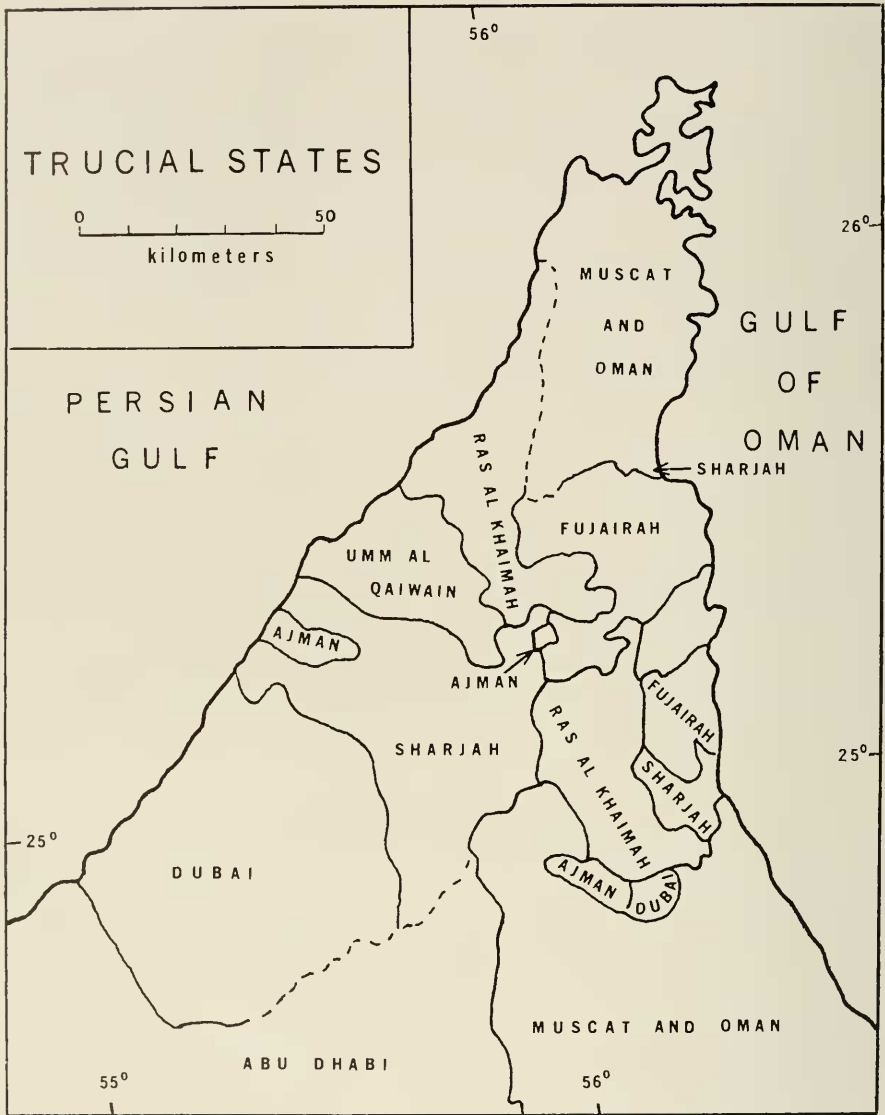 56°
TRUCIAL STATES
0 50
kilometers
26°
MUSCAT
AND
OMAN
GULF
OF
OMAN
PERSIAN
GULF
RAS AL KHAIMAH
SHARJAH
FUJAIRAH
UMM AL
QAIWAIN
AJMAN
AJMAN
FUJAIRAH
RAS AL KHAIMAH
SHARJAH
SHARJAH
25°
25°
DUBAI
AJMAN
DUBAI
MUSCAT AND OMAN
ABU DHABI
55°
56°